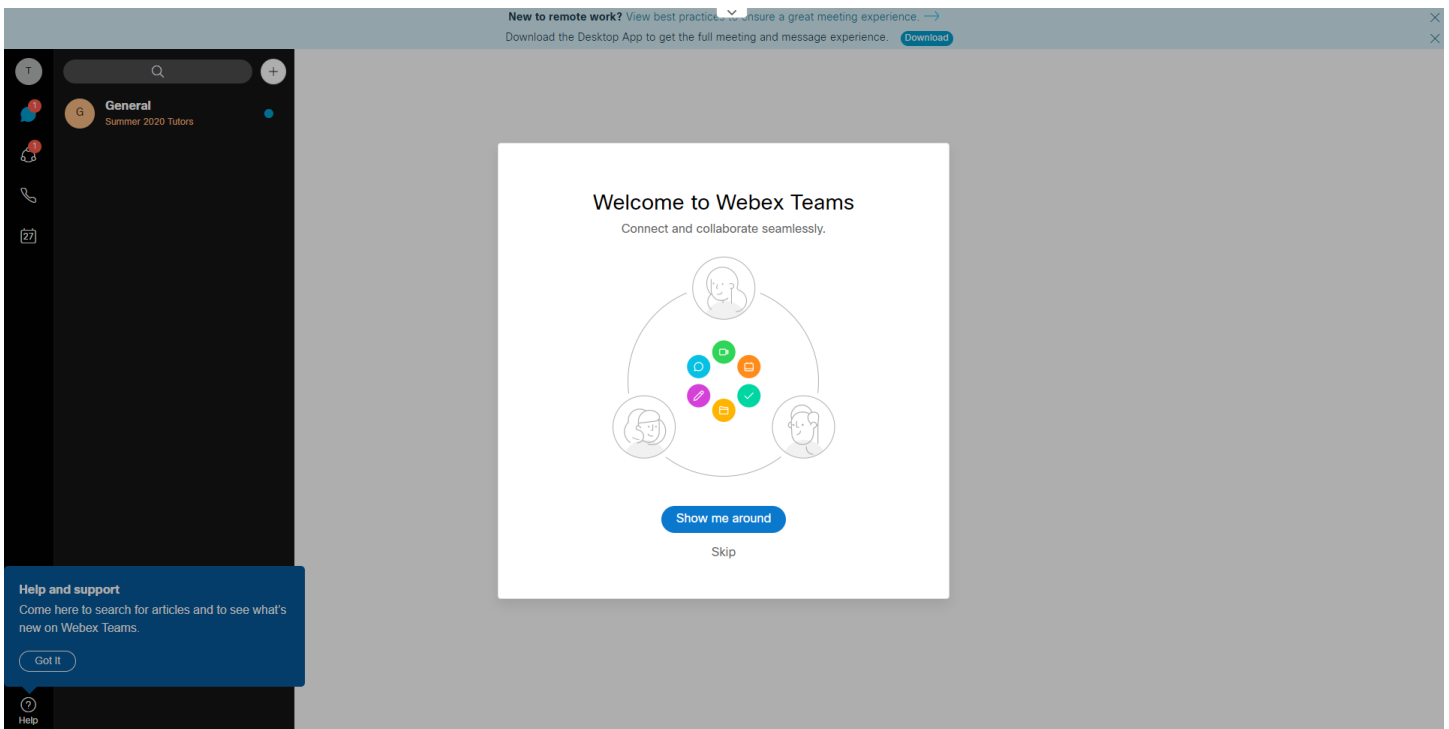 New to remote work? View best practices to ensure a great meeting experience. →
Download the Desktop App to get the full meeting and message experience. Download
T
1
G
General
Summer 2020 Tutors
1
27
Welcome to Webex Teams
Connect and collaborate seamlessly.
Show me around
Skip
Help and support
Come here to search for articles and to see what's
new on Webex Teams.
Got It
?
Help